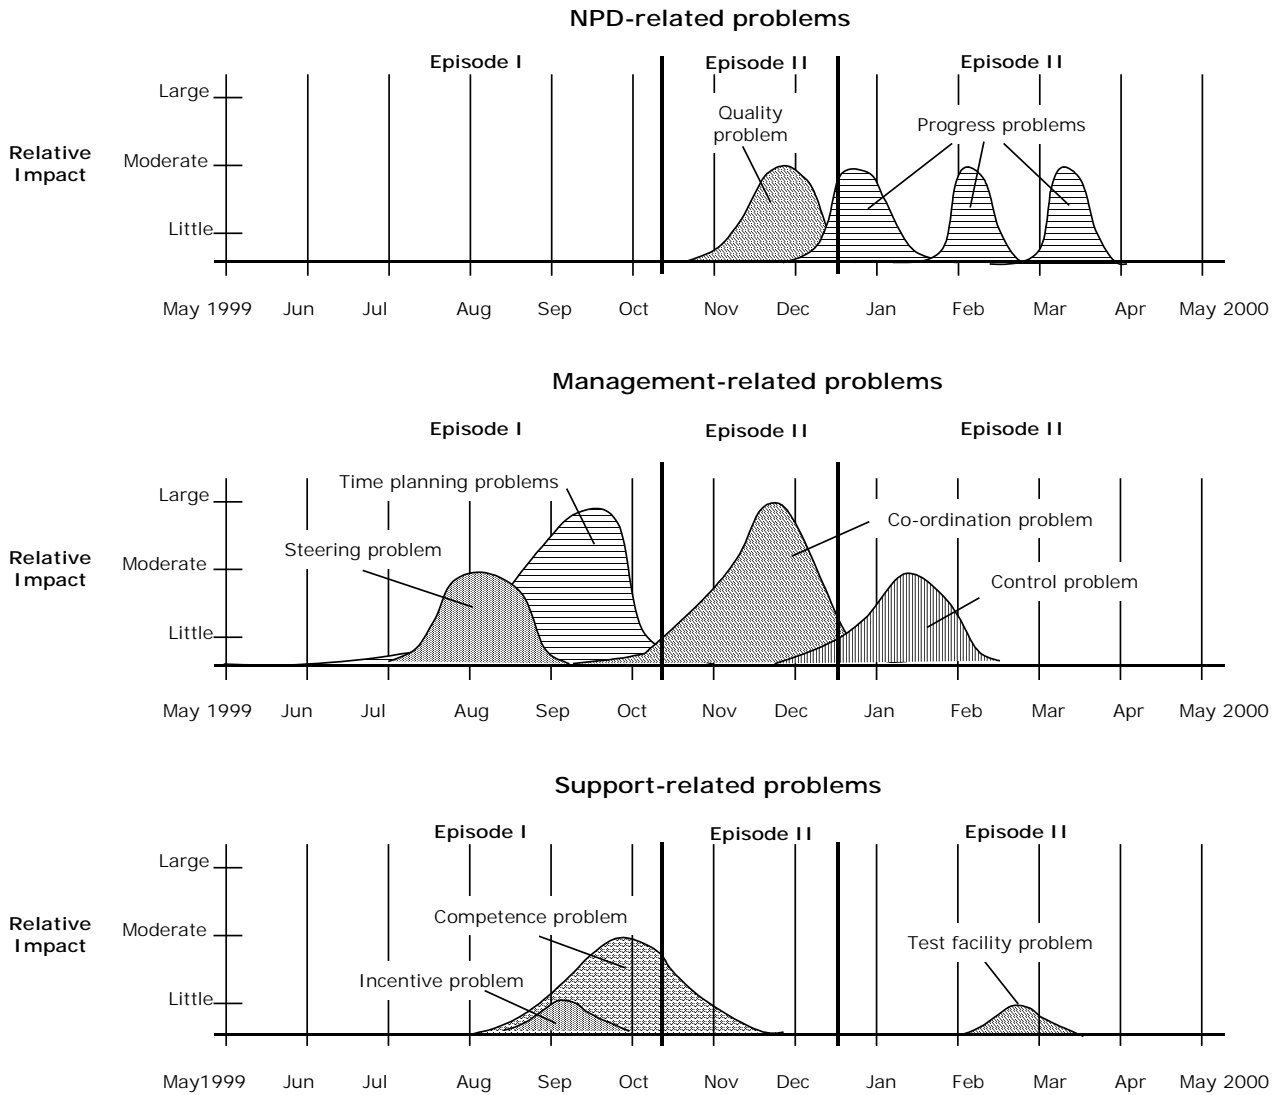 NPD-related problems
Episode I Episode II Episode II
Large
Quality
problem
Progress problems
Relative
Impact
Moderate
Little
May 1999 Jun Jul Aug Sep Oct Nov Dec Jan Feb Mar Apr May 2000
Management-related problems
Episode I Episode II Episode II
Time planning problems
Large
Co-ordination problem
Steering problem
Relative
Impact
Moderate
Control problem
Little
May 1999 Jun Jul Aug Sep Oct Nov Dec Jan Feb Mar Apr May 2000
Support-related problems
Episode I Episode II Episode II
Large
Competence problem
Relative
Impact
Moderate
Test facility problem
Incentive problem
Little
May1999 Jun Jul Aug Sep Oct Nov Dec Jan Feb Mar Apr May 2000